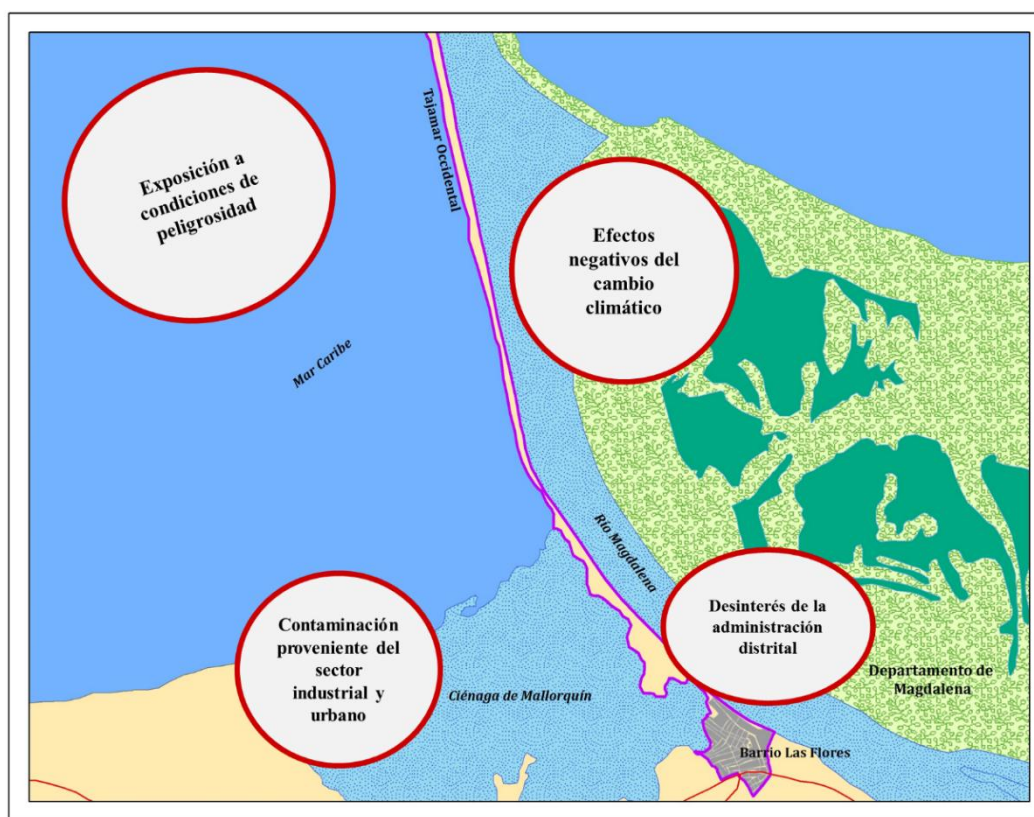 Exposición a
condiciones de
peligrosidad
Tajamar Occidental
Efectos
negativos del
cambio
climático
Mar Caribe
Río Magdalena
Contaminación
proveniente del
sector
industrial y
urbano
Desinterés de la
administración
distrital
Departamento de
Magdalena
Ciénaga de Mallorquín
Barrio Las Flores